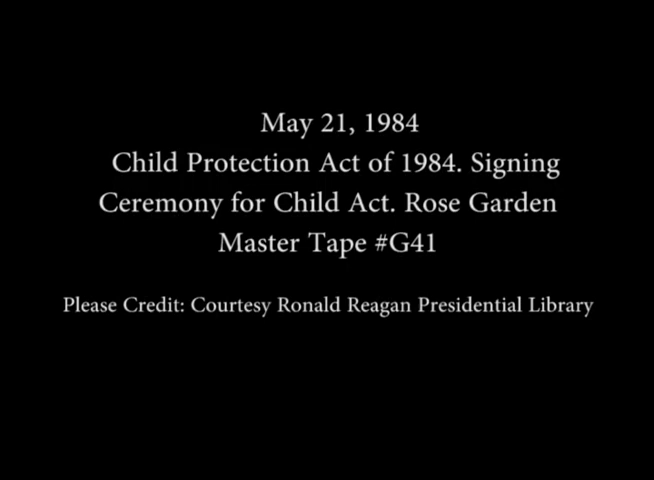 May 21, 1984
Child Protection Act of 1984. Signing
Ceremony for Child Act. Rose Garden
Master Tape #G41
Please Credit: Courtesy Ronald Reagan Presidential Library